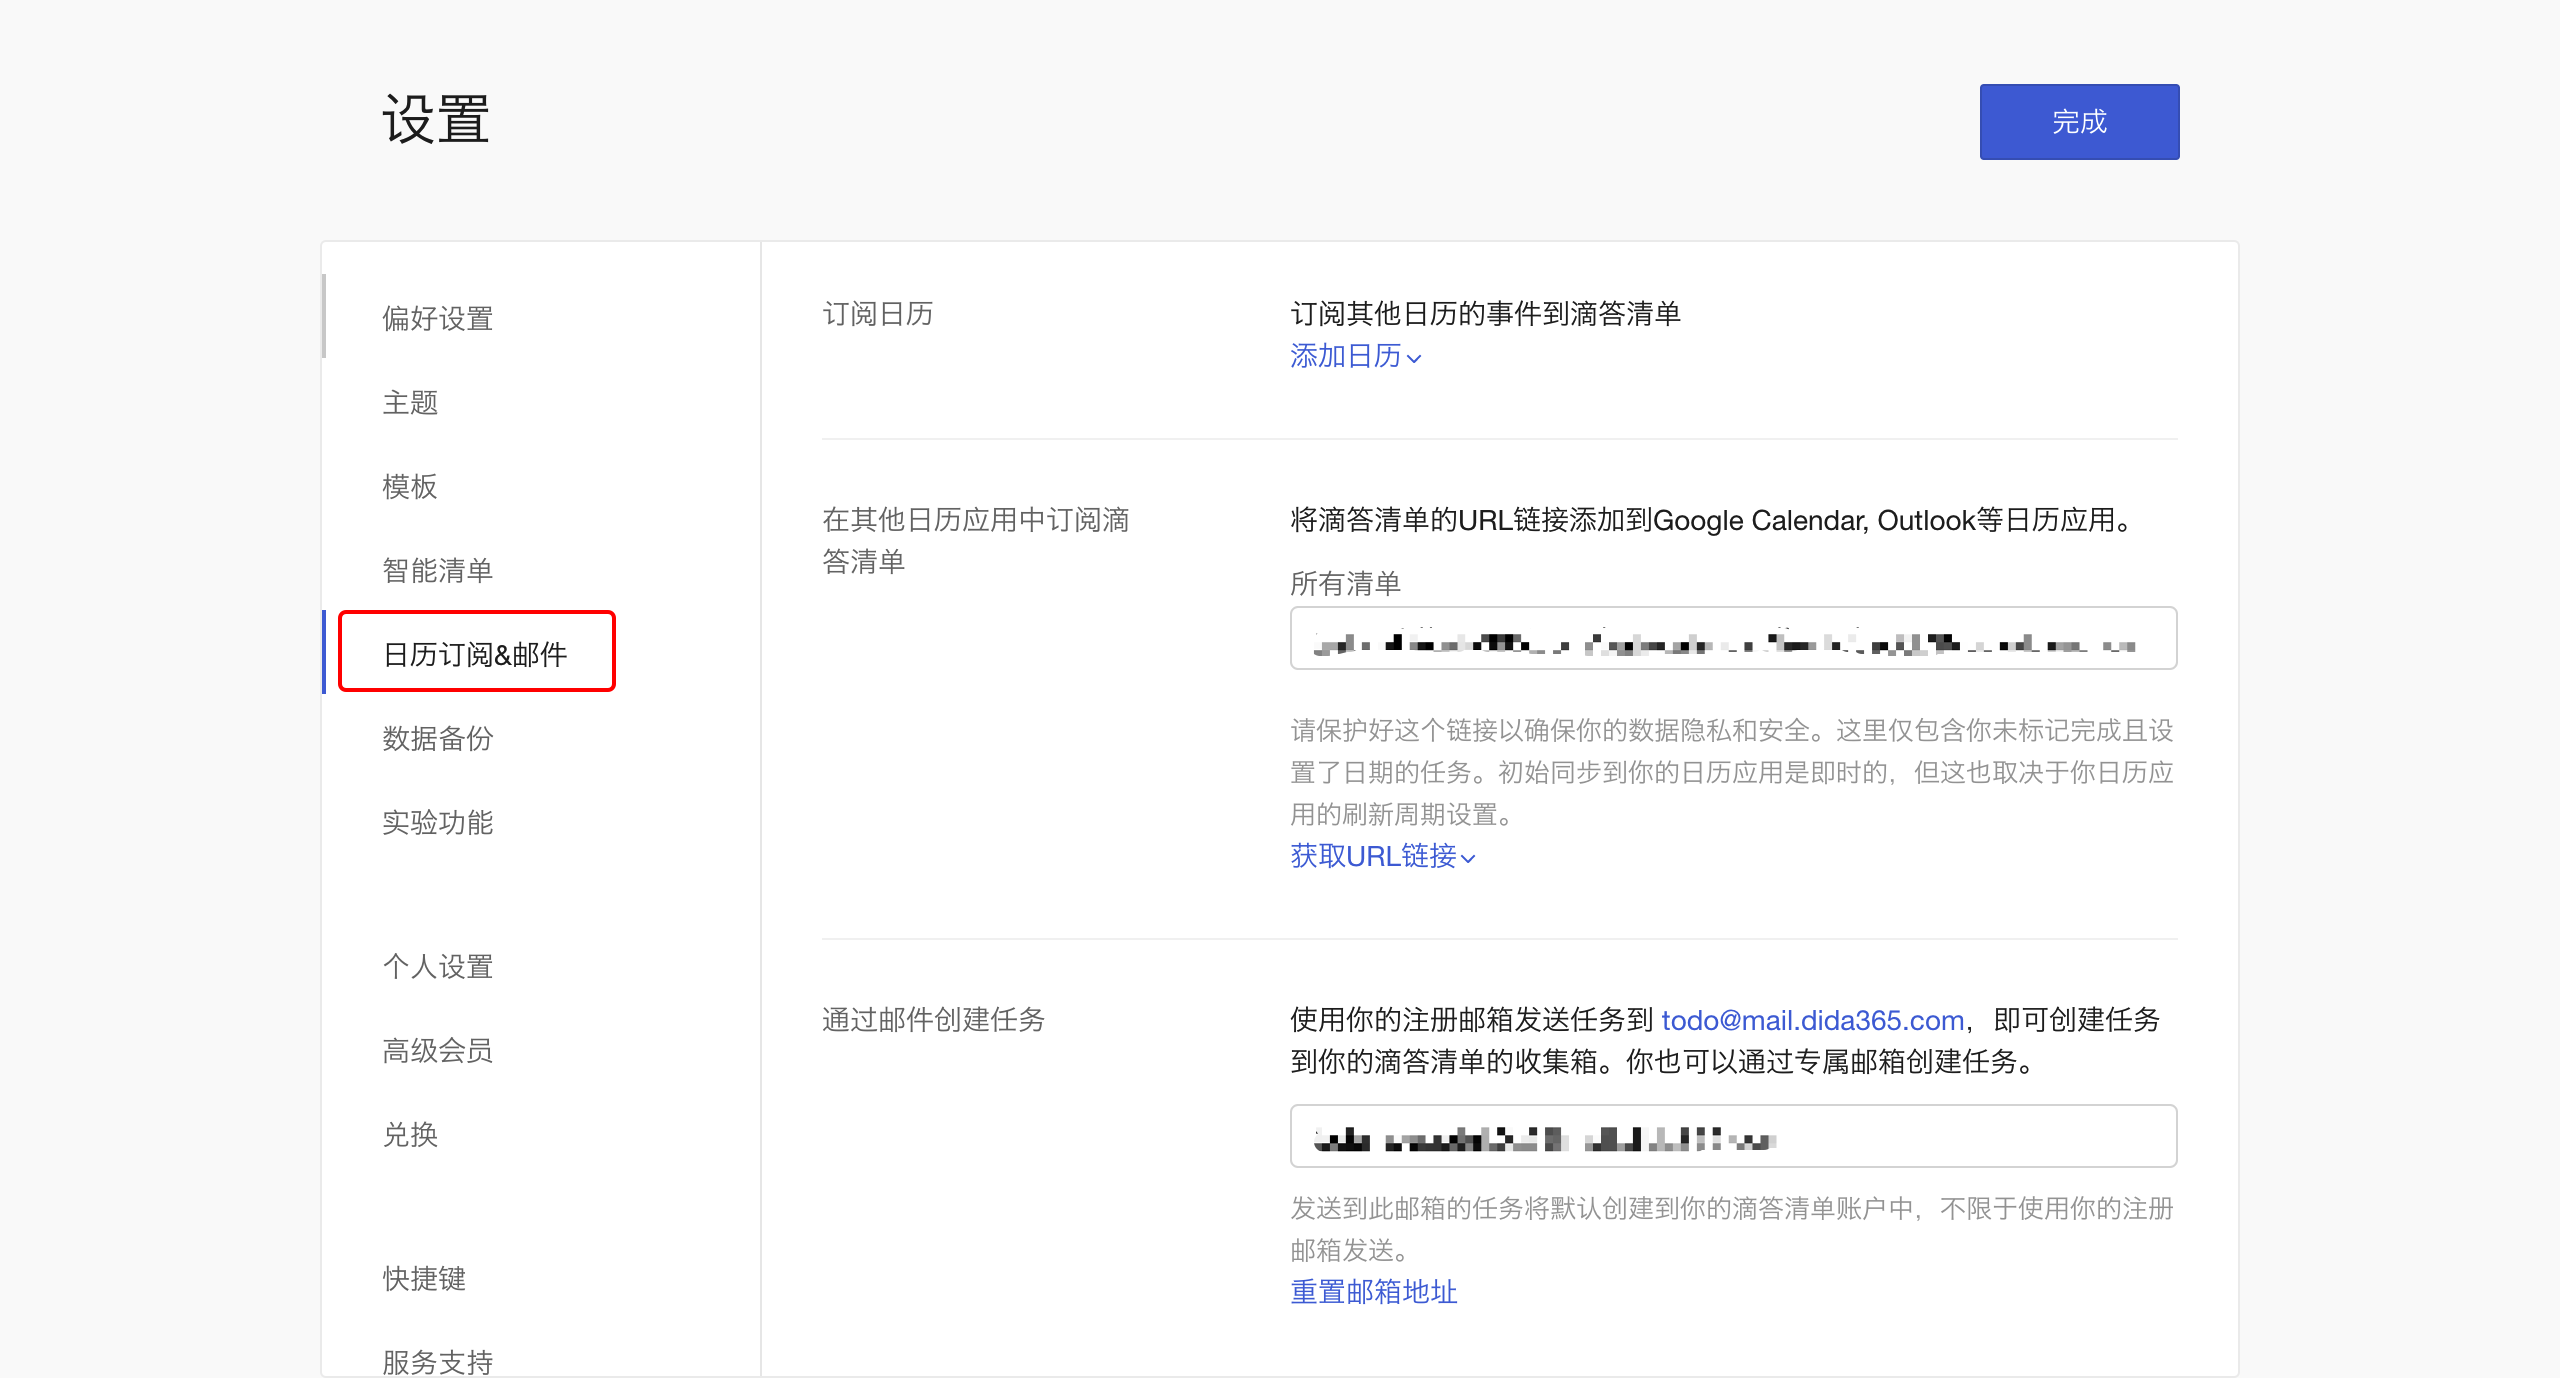 设置
完成
偏好设置
主题
模板
智能清单
日历订阅&邮件
数据备份
实验功能
个人设置
高级会员
兑换
快捷键
服务支持
订阅日历
订阅其他日历的事件到滴答清单
添加日历
在其他日历应用中订阅滴
答清单
将滴答清单的URL链接添加到Google Calendar, Outlook等日历应用。
所有清单
请保护好这个链接以确保你的数据隐私和安全。这里仅包含你未标记完成且设
置了日期的任务。初始同步到你的日历应用是即时的，但这也取决于你日历应
用的刷新周期设置。
获取URL链接
通过邮件创建任务
使用你的注册邮箱发送任务到 todo@mail.dida365.com，即可创建任务
到你的滴答清单的收集箱。你也可以通过专属邮箱创建任务。
发送到此邮箱的任务将默认创建到你的滴答清单账户中，不限于使用你的注册
邮箱发送。
重置邮箱地址